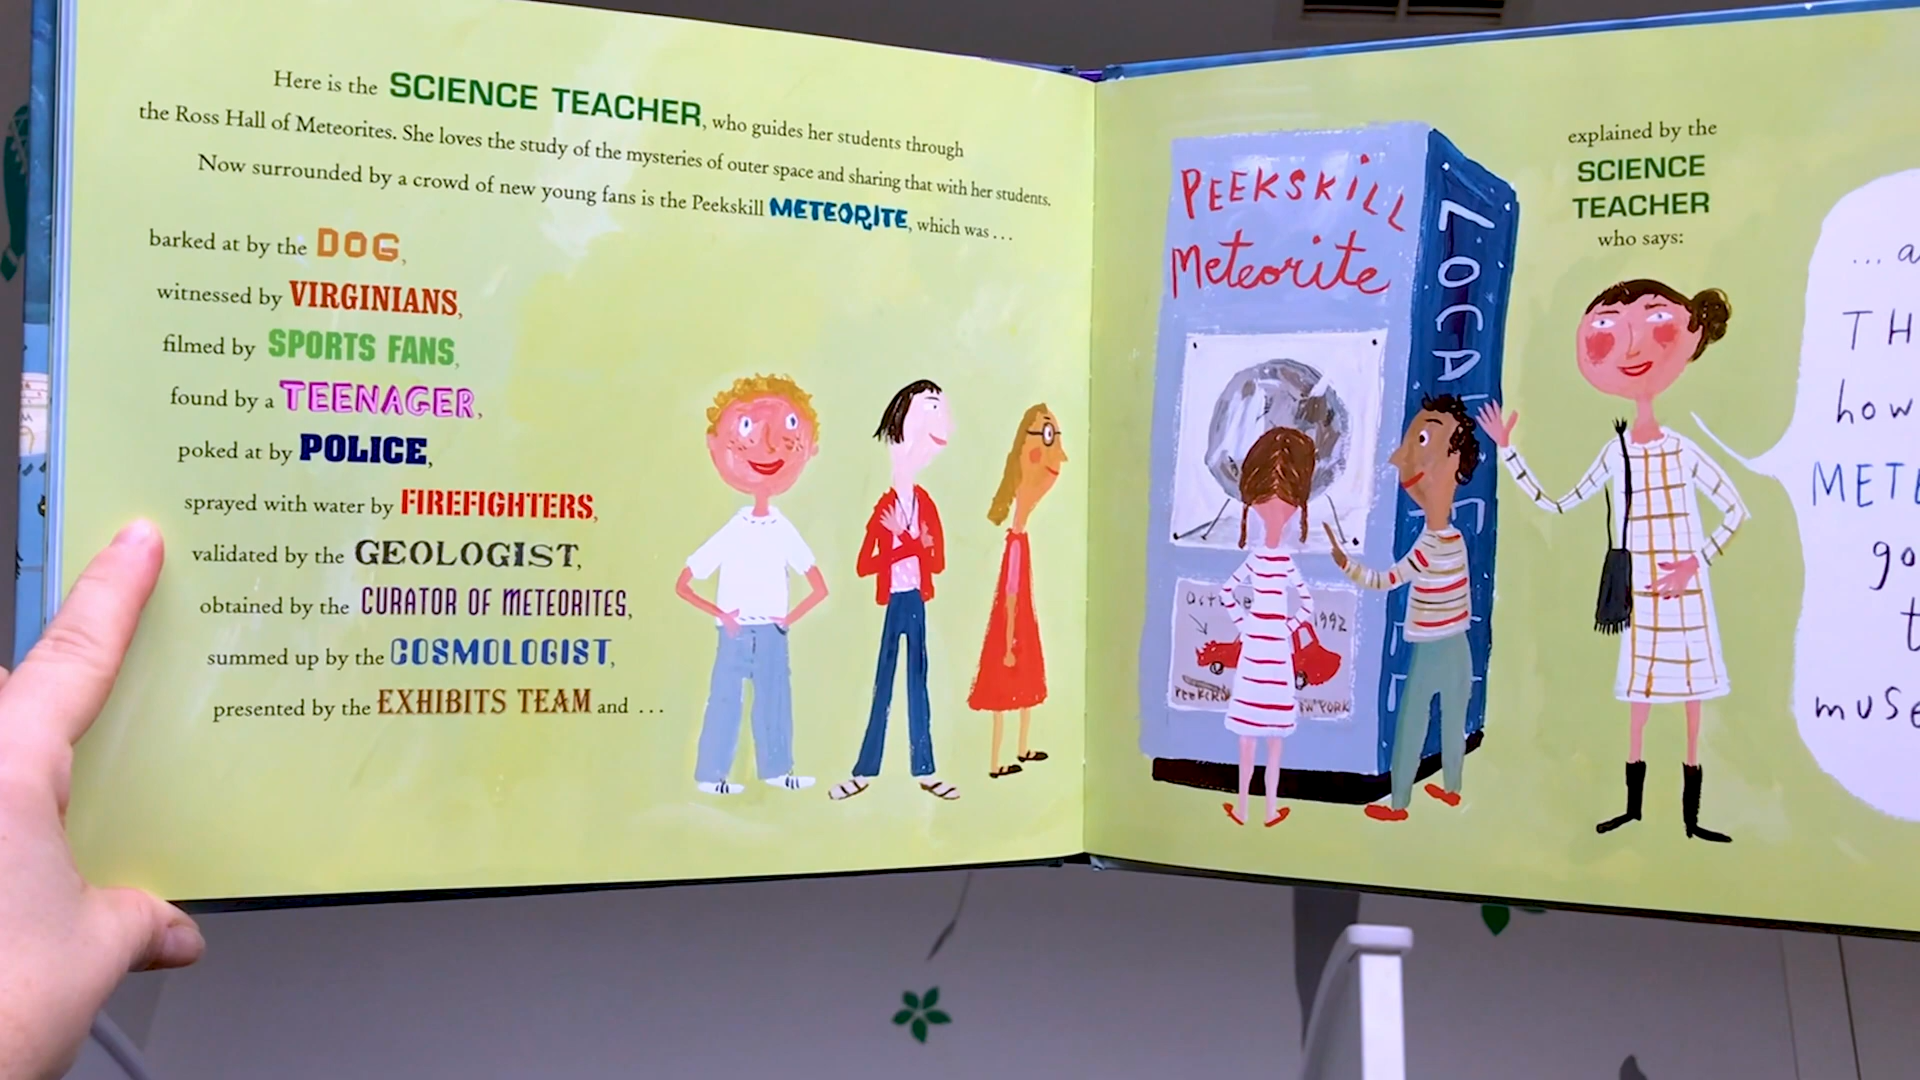 Here is the SCIENCE TEACHER, who guides her students through
the Ross Hall of Meteorites. She loves the study of the mysteries of outer space and sharing that with her students.
Now surrounded by a crowd of new young fans is the Peekskill METEORITE, which was . . .
barked at by the DOG,
witnessed by VIRGINIANS,
filmed by SPORTS FANS,
found by a TEENAGER,
poked at by POLICE,
sprayed with water by FIREFIGHTERS,
validated by the GEOLOGIST,
obtained by the CURATOR OF METEORITES,
summed up by the COSMOLOGIST,
presented by the EXHIBITS TEAM and . . .
PEEKSKILL
Meteorite
LOCAL
1992
explained by the
SCIENCE
TEACHER
who says:
...
how